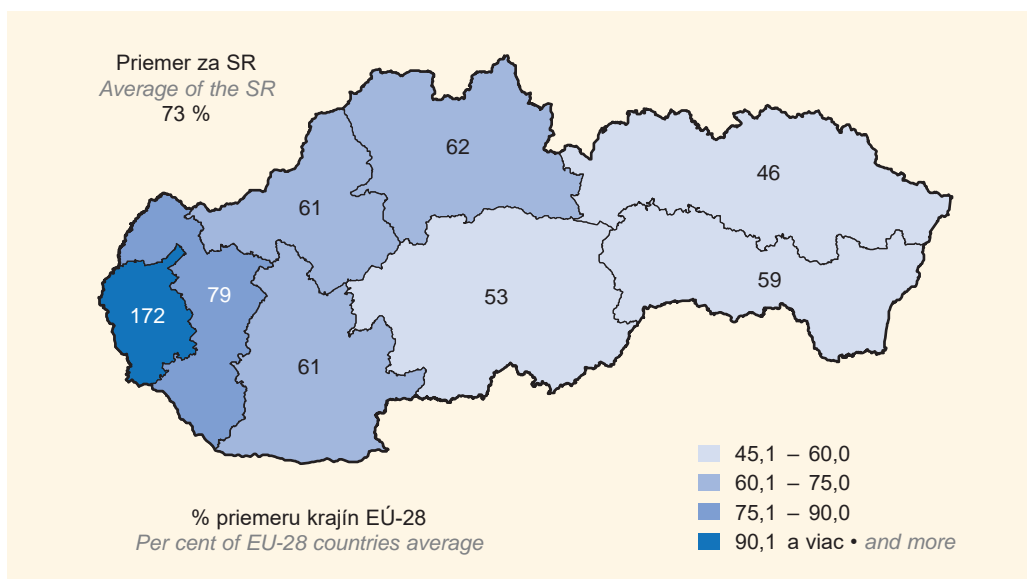 Priemer za SR
Average of the SR
73 %
62
46
61
79
172
53
59
61
45,1 – 60,0
60,1 – 75,0
75,1 – 90,0
90,1 a viac • and more
% priemeru krajín EÚ-28
Per cent of EU-28 countries average